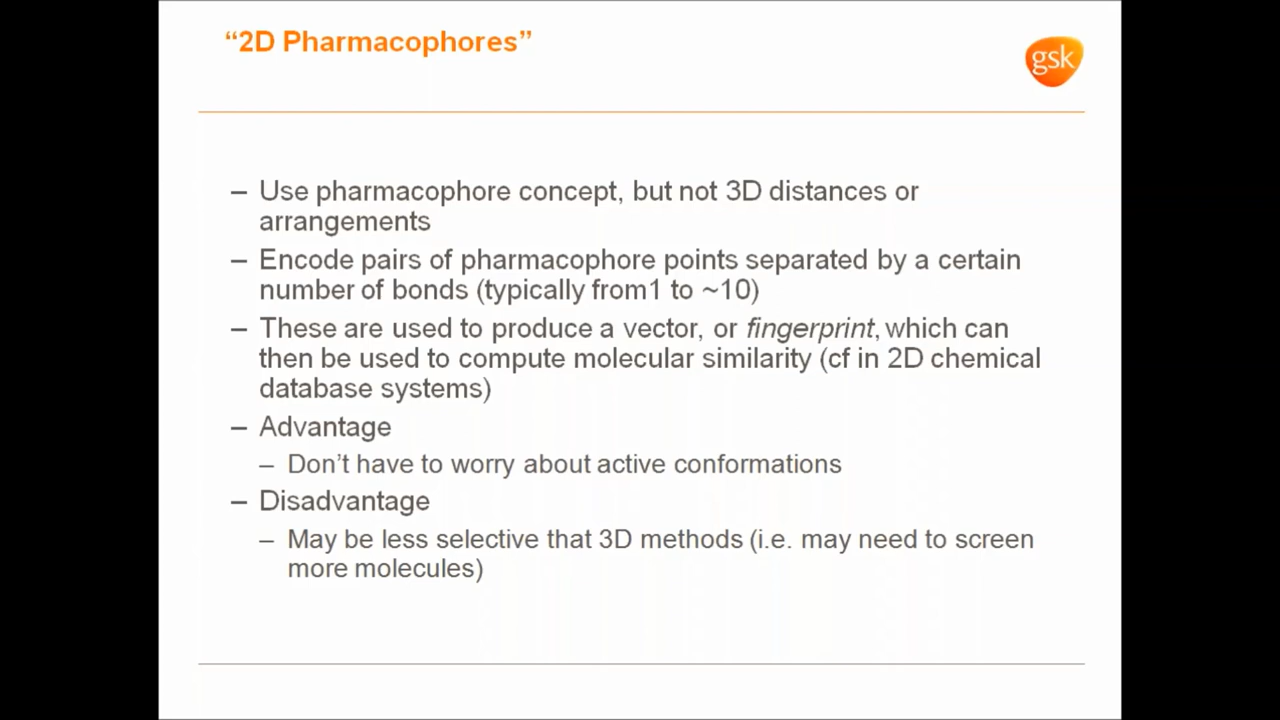 “2D Pharmacophores”
gsk
– Use pharmacophore concept, but not 3D distances or
arrangements
– Encode pairs of pharmacophore points separated by a certain
number of bonds (typically from1 to ~10)
– These are used to produce a vector, or fingerprint, which can
then be used to compute molecular similarity (cf in 2D chemical
database systems)
– Advantage
– Don’t have to worry about active conformations
– Disadvantage
– May be less selective that 3D methods (i.e. may need to screen
more molecules)